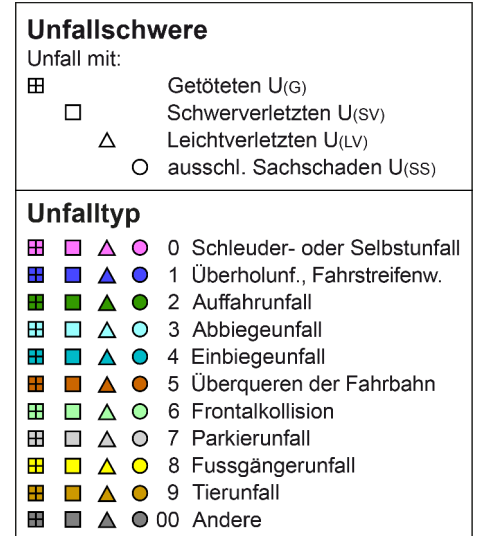 Unfallschwere
Unfall mit:
Getöteten U(G)
Schwerverletzten U(SV)
Leichtverletzten U(LV)
ausschl. Sachschaden U(SS)
Unfalltyp
0 Schleuder- oder Selbstunfall
1 Überholunf., Fahrstreifenw.
2 Auffahrunfall
3 Abbiegeunfall
4 Einbiegeunfall
5 Überqueren der Fahrbahn
6 Frontalkollision
7 Parkierunfall
8 Fussgängerunfall
9 Tierunfall
00 Andere